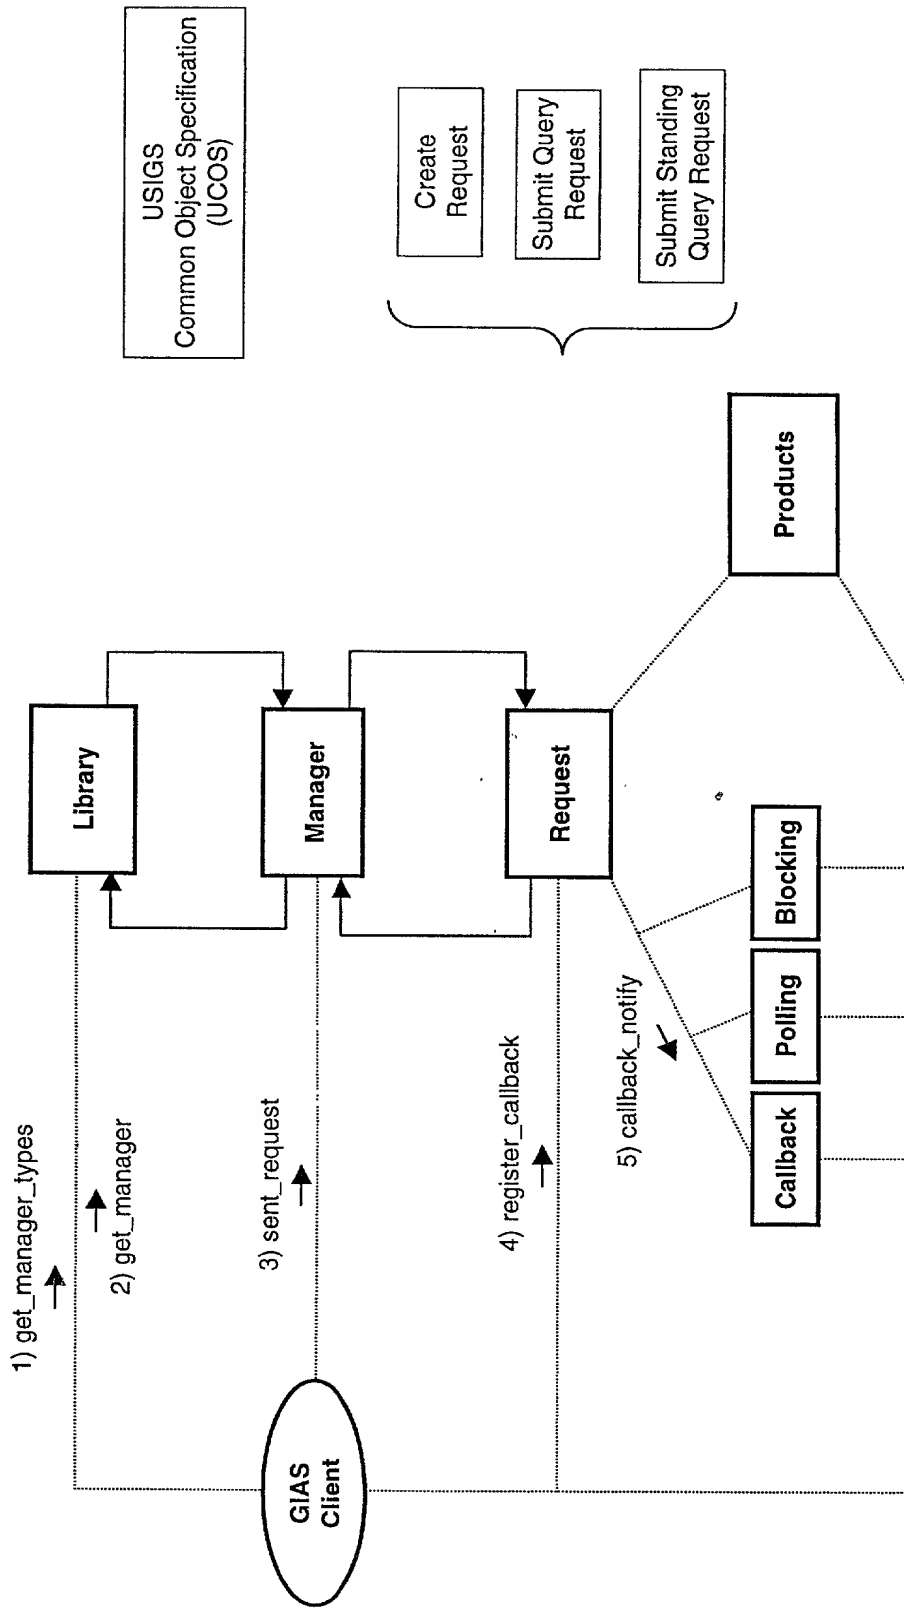 USIGS
Common Object Specification
(UCOS)
1) get_manager_types
2) get_manager
Library
3) sent_request
GIAS
Client
Manager
Create
Request
Submit Query
Request
Submit Standing
Query Request
4) register_callback
Request
5) callback_notify
Callback
Polling
Blocking
Products